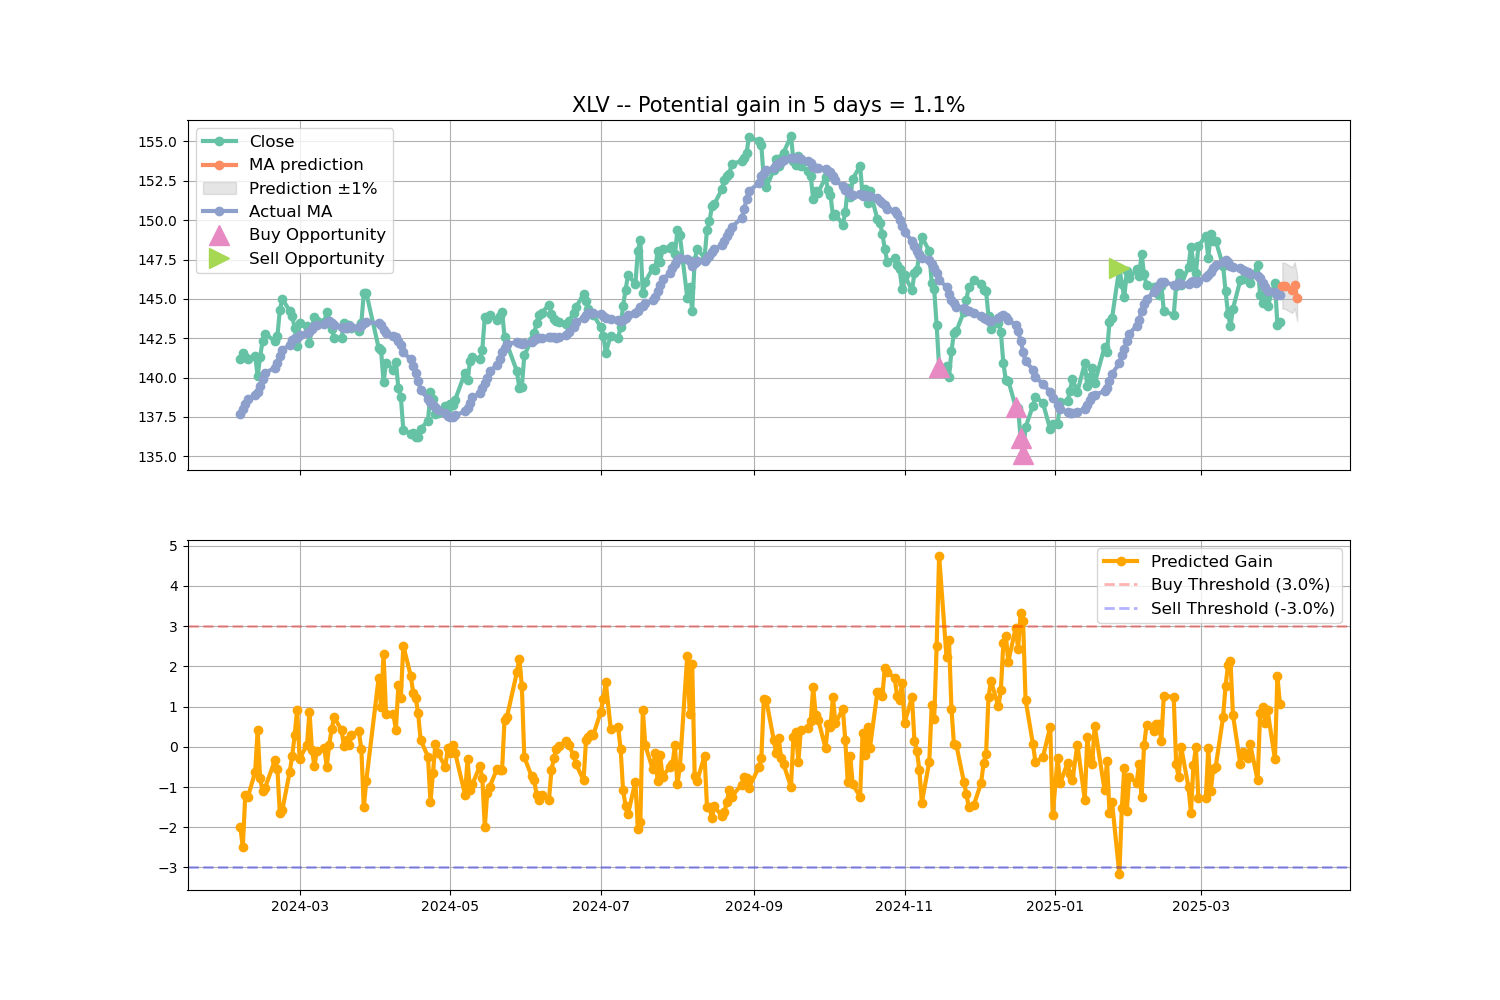 XLV -- Potential gain in 5 days = 1.1%
155.0
152.5
150.0
147.5
145.0
142.5
140.0
137.5
135.0
Close
MA prediction
Prediction ±1%
Actual MA
Buy Opportunity
Sell Opportunity
5
4
3
2
1
0
−1
−2
−3
Predicted Gain
Buy Threshold (3.0%)
Sell Threshold (-3.0%)
2024-03 2024-05 2024-07 2024-09 2024-11 2025-01 2025-03